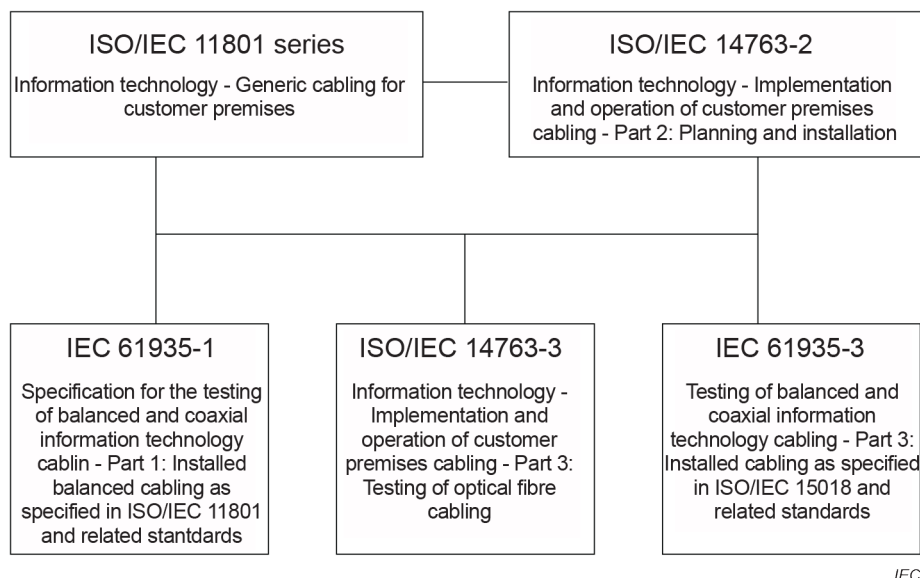 ISO/IEC 11801 series
Information technology - Generic cabling for
customer premises
ISO/IEC 14763-2
Information technology - Implementation
and operation of customer premises
cabling - Part 2: Planning and installation
IEC 61935-1
Specification for the testing
of balanced and coaxial
information technology
cablin - Part 1: Installed
balanced cabling as
specified in ISO/IEC 11801
and related stantdards
ISO/IEC 14763-3
Information technology -
Implementation and
operation of customer
premises cabling - Part 3:
Testing of optical fibre
cabling
IEC 61935-3
Testing of balanced and
coaxial information
technology cabling - Part 3:
Installed cabling as specified
in ISO/IEC 15018 and
related standards
IEC